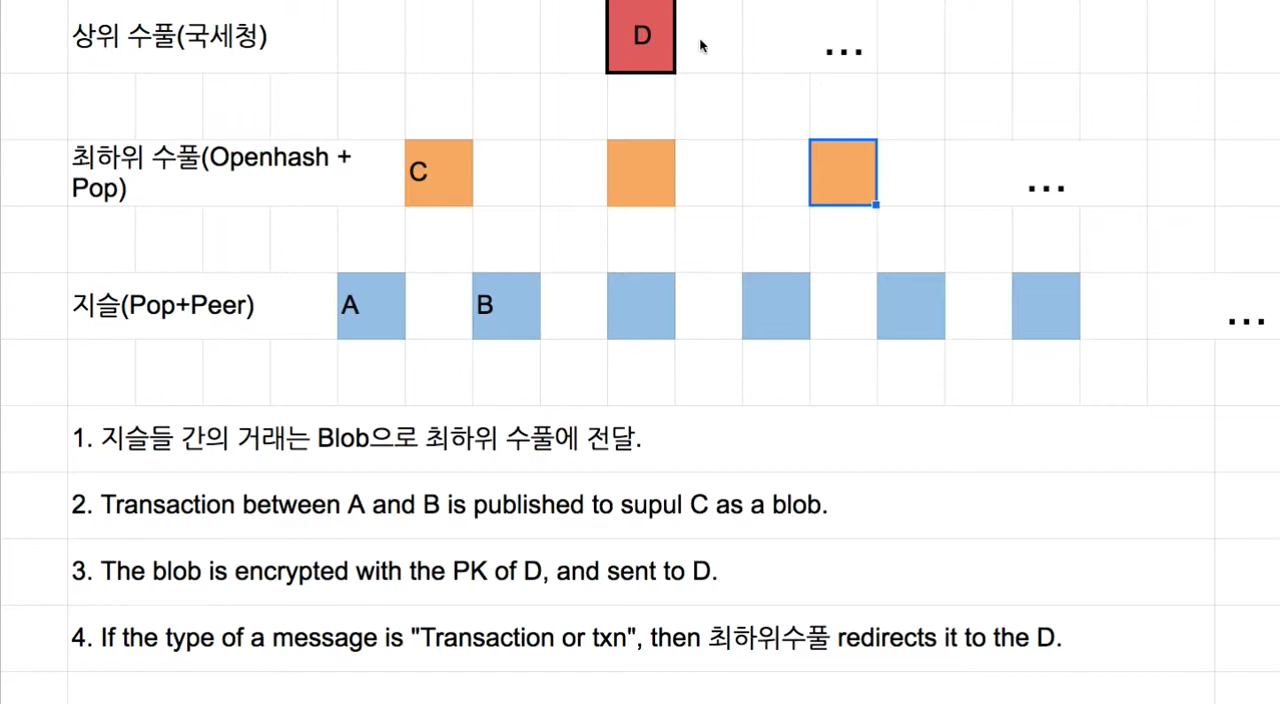 상위 수풀(국세청)
D
...
최하위 수풀(Openhash +
Pop)
C
...
지슬(Pop+Peer)
A
B
...
1. 지슬들 간의 거래는 Blob으로 최하위 수풀에 전달.
2. Transaction between A and B is published to supul C as a blob.
3. The blob is encrypted with the PK of D, and sent to D.
4. If the type of a message is "Transaction or txn", then 최하위수풀 redirects it to the D.